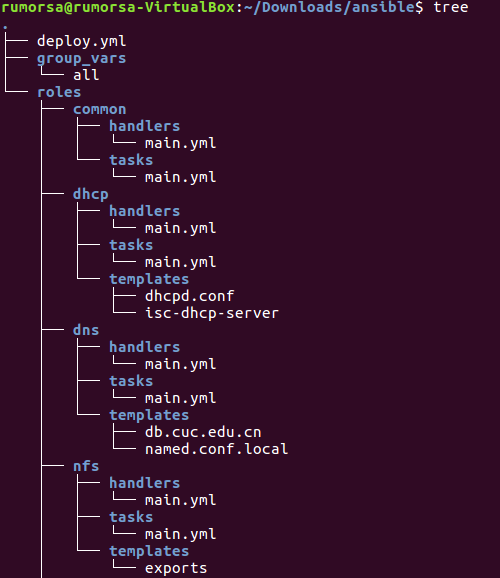 rumorsa@rumorsa-VirtualBox:~/Downloads/ansible$ tree
.
├── deploy.yml
├── group_vars
│   └── all
└── roles
    ├── common
    │   ├── handlers
    │   │   └── main.yml
    │   └── tasks
    │       └── main.yml
    ├── dhcp
    │   ├── handlers
    │   │   └── main.yml
    │   ├── tasks
    │   │   └── main.yml
    │   └── templates
    │       ├── dhcpd.conf
    │       └── isc-dhcp-server
    ├── dns
    │   ├── handlers
    │   │   └── main.yml
    │   ├── tasks
    │   │   └── main.yml
    │   └── templates
    │       ├── db.cuc.edu.cn
    │       └── named.conf.local
    ├── nfs
    │   ├── handlers
    │   │   └── main.yml
    │   ├── tasks
    │   │   └── main.yml
    │   └── templates
    │       └── exports